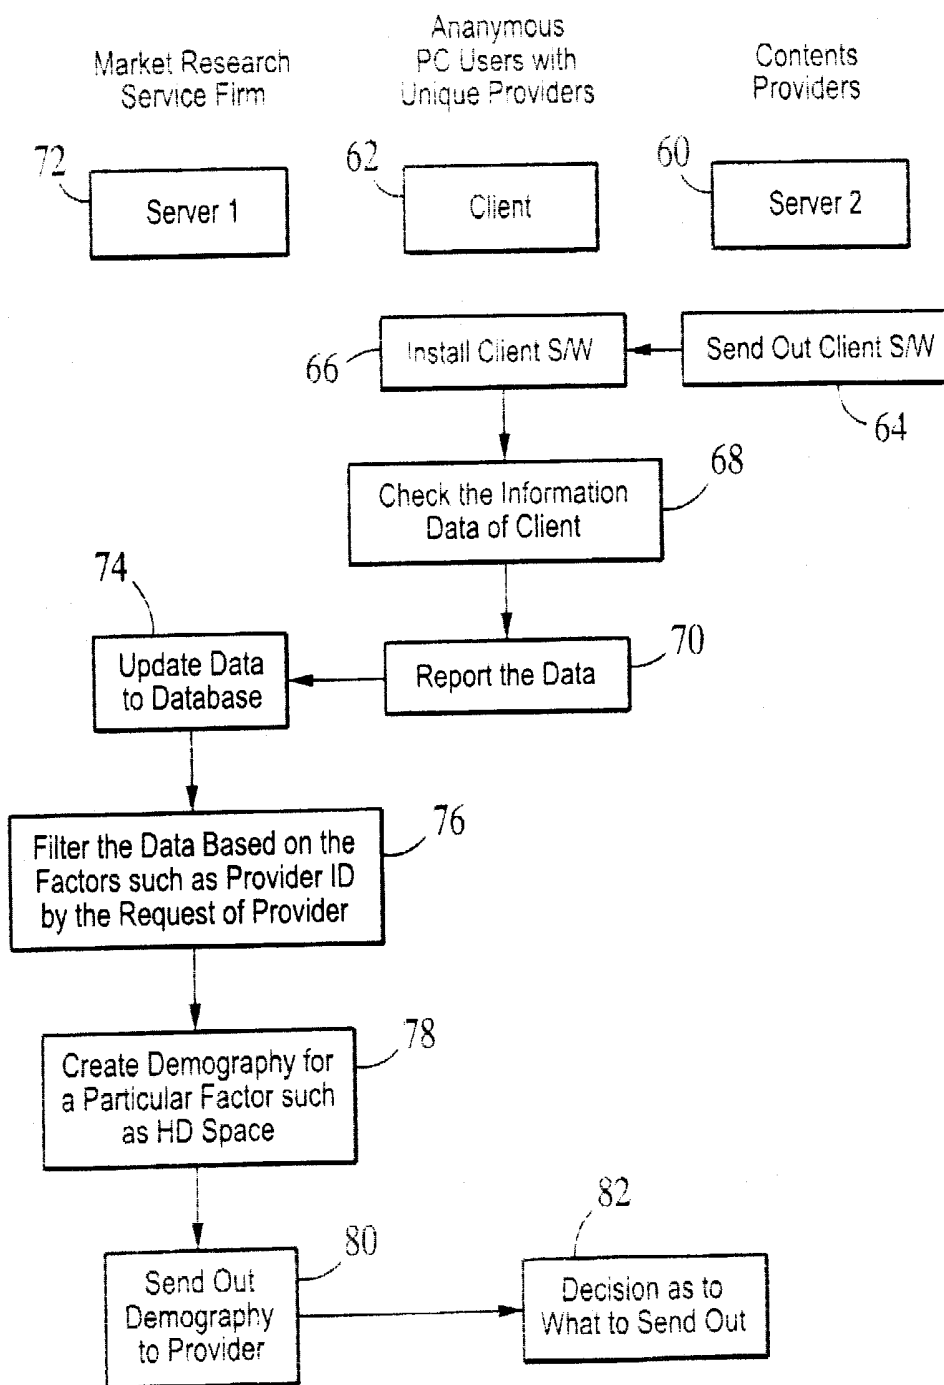 Market Research
Service Firm
Ananymous
PC Users with
Unique Providers
Contents
Providers
72
Server 1
62
Client
60
Server 2
66
Install Client S/W
Send Out Client S/W
64
68
Check the Information
Data of Client
74
Update Data
to Database
70
Report the Data
76
Filter the Data Based on the
Factors such as Provider ID
by the Request of Provider
78
Create Demography for
a Particular Factor such
as HD Space
80
Send Out
Demography
to Provider
82
Decision as to
What to Send Out